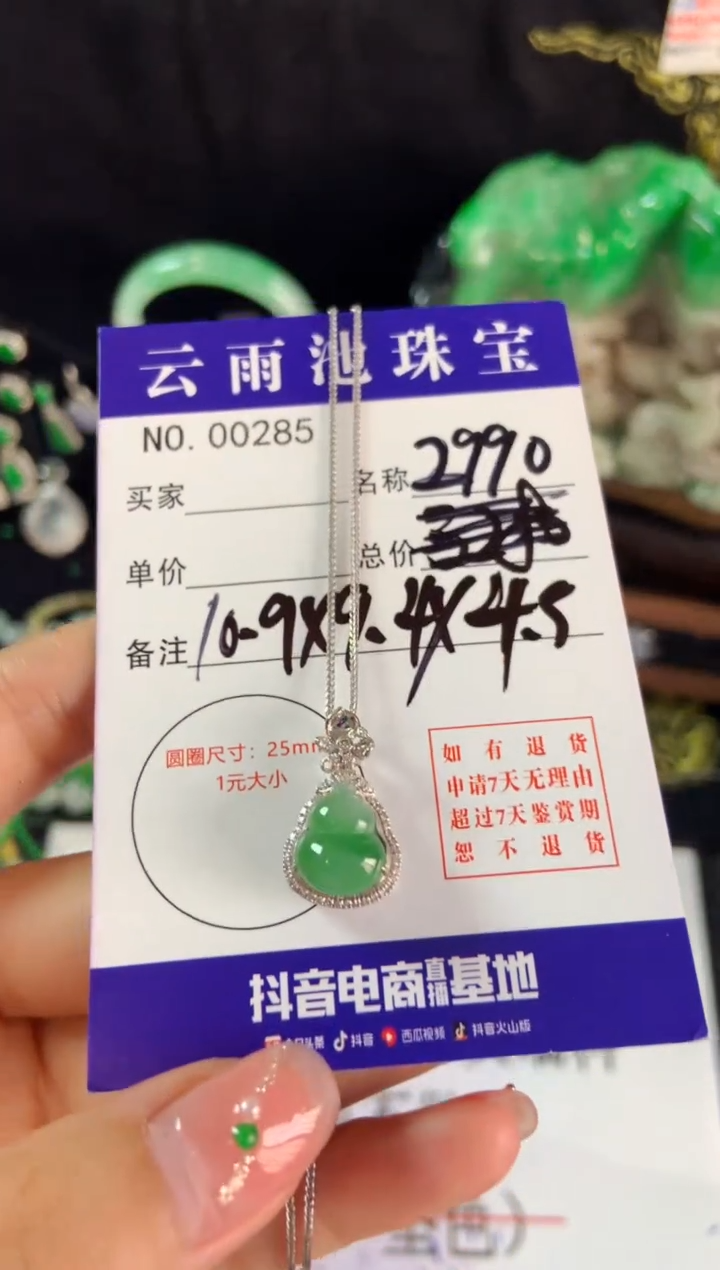 云雨池珠宝
NO. 00285
买家
名称 2990
单价
总价
备注 10.9X9.4X4.5
圆圈尺寸：25mm
1元大小
如有退货
申请7天无理由
超过7天鉴赏期
恕不退货
抖音电商直播基地
头条 抖音 西瓜视频 抖音火山版